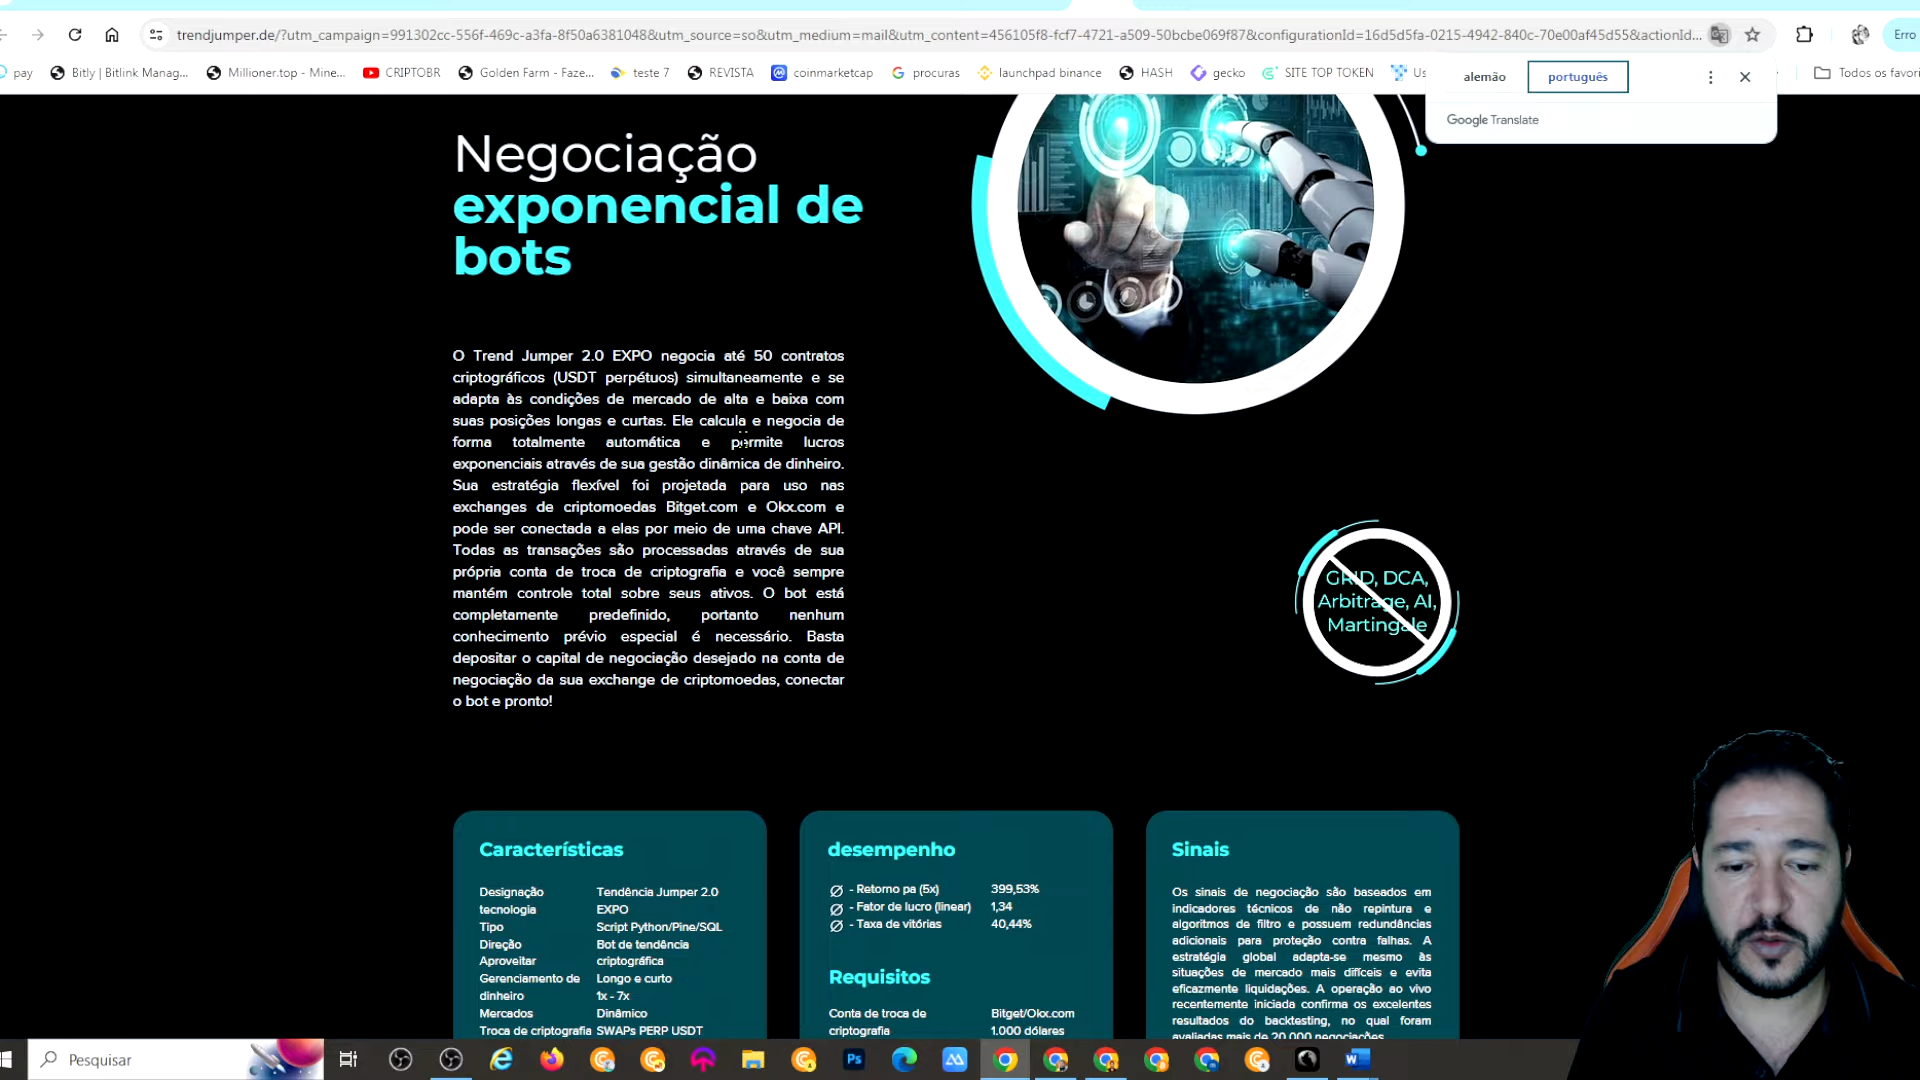 trendjumper.de/?utm_campaign=991302cc-556f-469c-a3fa-8f50a6381048&utm_source=so&utm_medium=mail&utm_content=456105f8-fcf7-4721-a509-50bcbe069f87&configurationId=16d5d5fa-0215-4942-840c-70e00af45d55&actionId...
Erro
pay
Bitly | Bitlink Manag...
Millioner.top - Mine...
CRIPTOBR
Golden Farm - Faze...
teste 7
REVISTA
coinmarketcap
procuras
launchpad binance
HASH
gecko
SITE TOP TOKEN
Us
Todos os favori
alemão
português
Google Translate
Negociação
exponencial de
bots
O Trend Jumper 2.0 EXPO negocia até 50 contratos
criptográficos (USDT perpétuos) simultaneamente e se
adapta às condições de mercado de alta e baixa com
suas posições longas e curtas. Ele calcula e negocia de
forma totalmente automática e permite lucros
exponenciais através de sua gestão dinâmica de dinheiro.
Sua estratégia flexível foi projetada para uso nas
exchanges de criptomoedas Bitget.com e Okx.com e
pode ser conectada a elas por meio de uma chave API.
Todas as transações são processadas através de sua
própria conta de troca de criptografia e você sempre
mantém controle total sobre seus ativos. O bot está
completamente predefinido, portanto nenhum
conhecimento prévio especial é necessário. Basta
depositar o capital de negociação desejado na conta de
negociação da sua exchange de criptomoedas, conectar
o bot e pronto!
GRID, DCA,
Arbitrage, AI,
Martingale
Características
Designação
tecnologia
Tipo
Direção
Aproveitar
Gerenciamento de
dinheiro
Mercados
Troca de criptografia
Tendência Jumper 2.0
EXPO
Script Python/Pine/SQL
Bot de tendência
criptográfica
Longo e curto
1x - 7x
Dinâmico
SWAPs PERP USDT
desempenho
Ø - Retorno pa (5x) 399,53%
Ø - Fator de lucro (linear) 1,34
Ø - Taxa de vitórias 40,44%
Requisitos
Conta de troca de
criptografia
Bitget/Okx.com
1.000 dólares
Sinais
Os sinais de negociação são baseados em
indicadores técnicos de não repintura e
algoritmos de filtro e possuem redundâncias
adicionais para proteção contra falhas. A
estratégia global adapta-se mesmo às
situações de mercado mais difíceis e evita
eficazmente liquidações. A operação ao vivo
recentemente iniciada confirma os excelentes
resultados do backtesting, no qual foram
avaliadas mais de 20.000 negociações.
Pesquisar
Ps